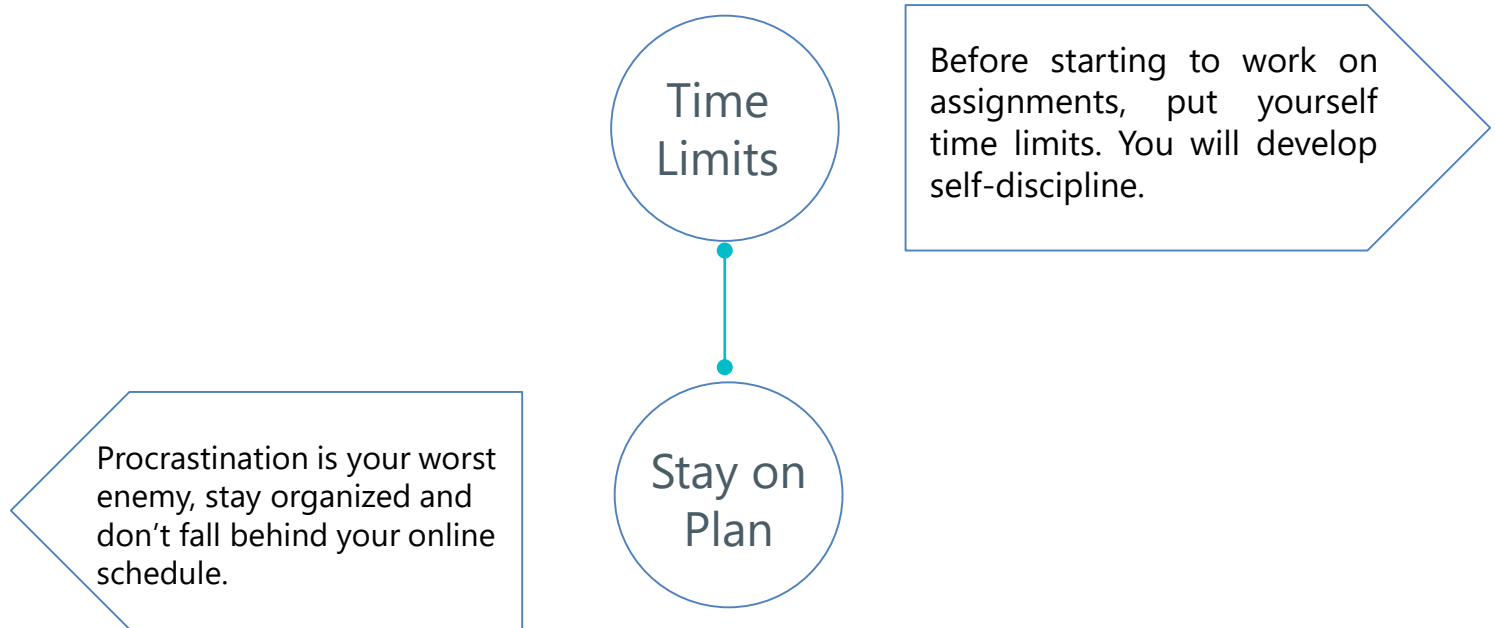 Time
Limits
Before starting to work on
assignments, put yourself
time limits. You will develop
self-discipline.
Stay on
Plan
Procrastination is your worst
enemy, stay organized and
don’t fall behind your online
schedule.